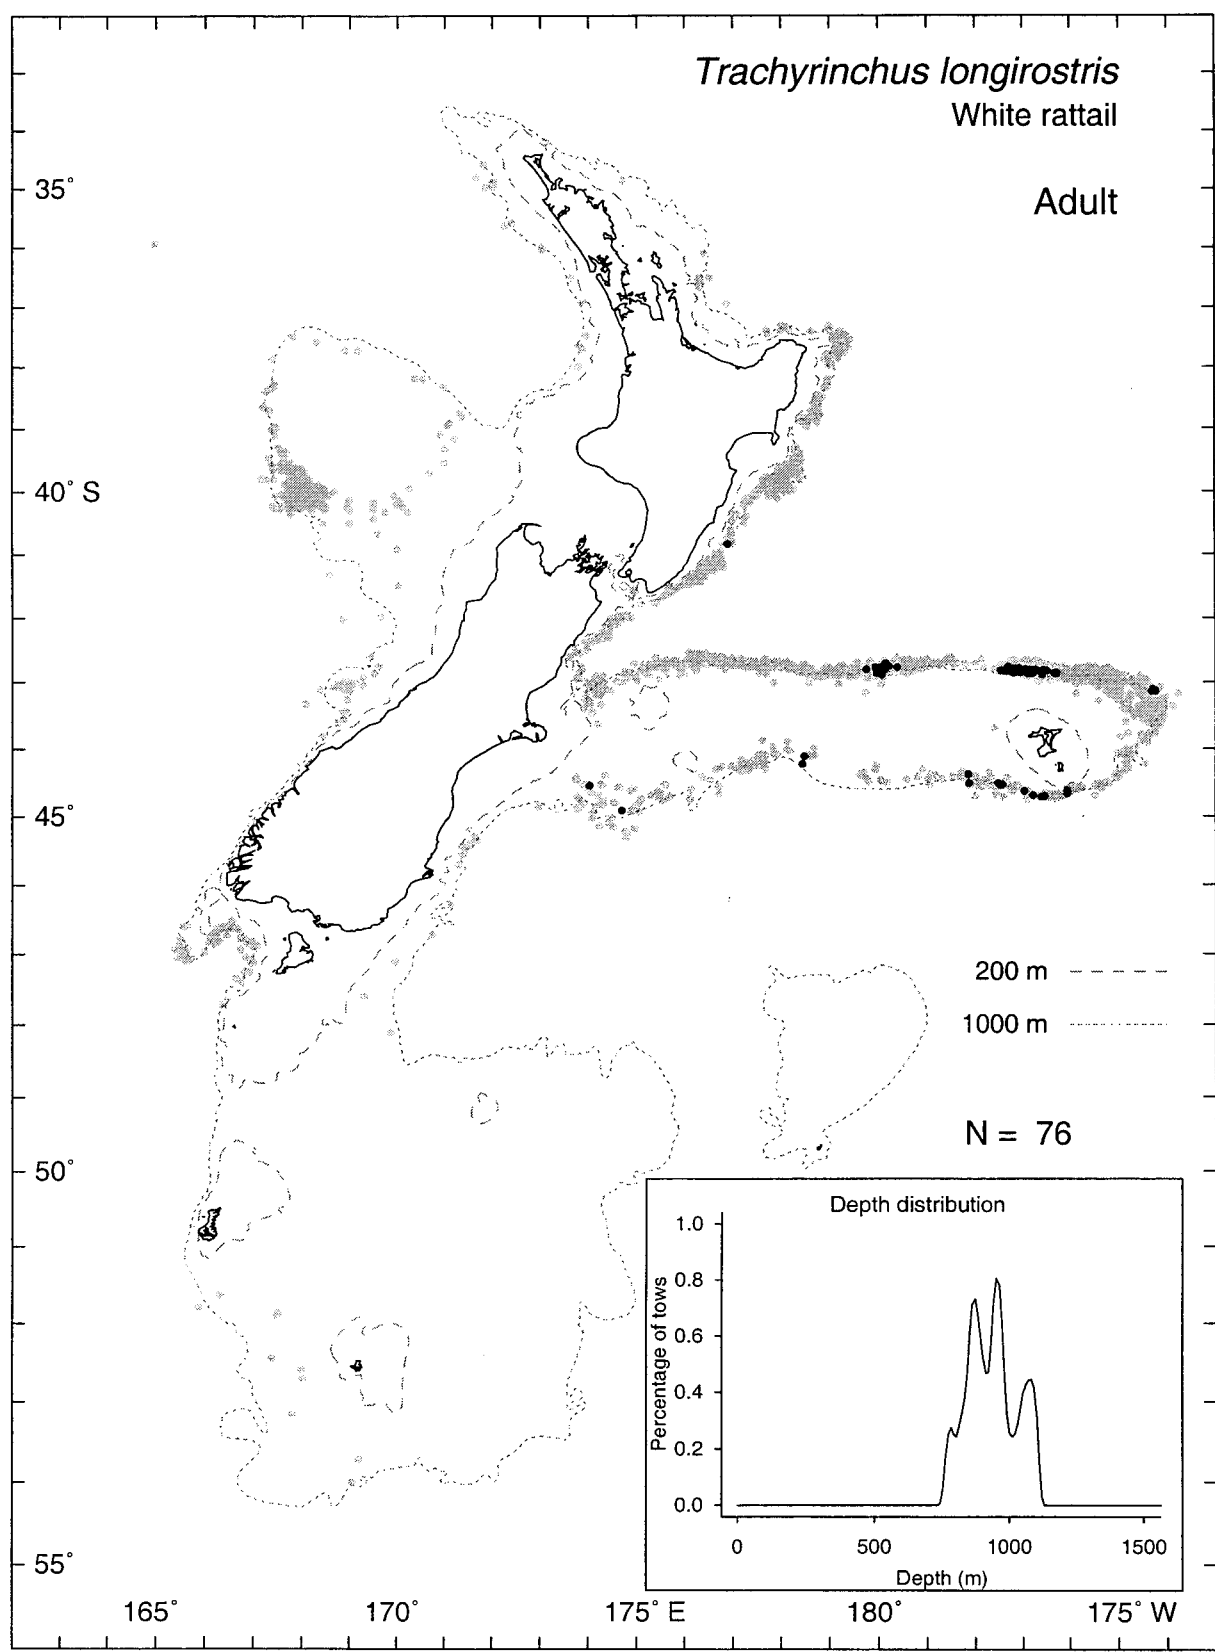 Trachyrinchus longirostris
White rattail
Adult
35°
40° S
45°
50°
55°
200 m
1000 m
N = 76
Depth distribution
Percentage of tows
1.0
0.8
0.6
0.4
0.2
0.0
0 500 1000 1500
Depth (m)
165° 170° 175° E 180° 175° W